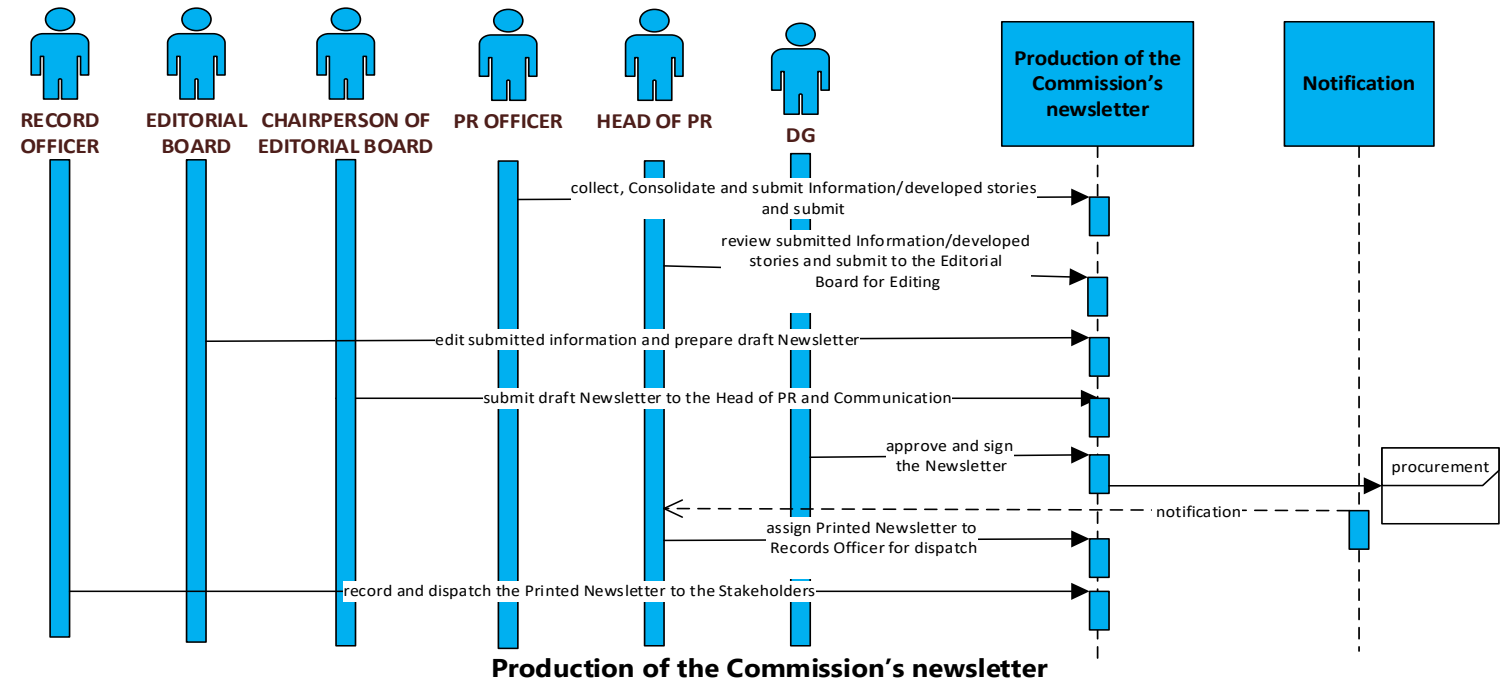 RECORD
OFFICER
EDITORIAL
BOARD
CHAIRPERSON OF
EDITORIAL BOARD
PR OFFICER
HEAD OF PR
DG
Production of the
Commission's
newsletter
Notification
collect, Consolidate and submit Information/developed stories
and submit
review submitted Information/developed
stories and submit to the Editorial
Board for Editing
edit submitted information and prepare draft Newsletter
submit draft Newsletter to the Head of PR and Communication
approve and sign
the Newsletter
procurement
notification
assign Printed Newsletter to
Records Officer for dispatch
record and dispatch the Printed Newsletter to the Stakeholders
Production of the Commission's newsletter